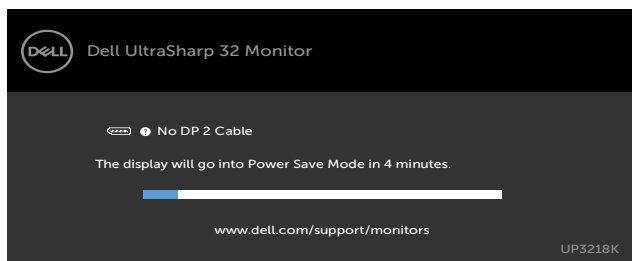 DELL
Dell UltraSharp 32 Monitor
? No DP 2 Cable
The display will go into Power Save Mode in 4 minutes.
www.dell.com/support/monitors
UP3218K